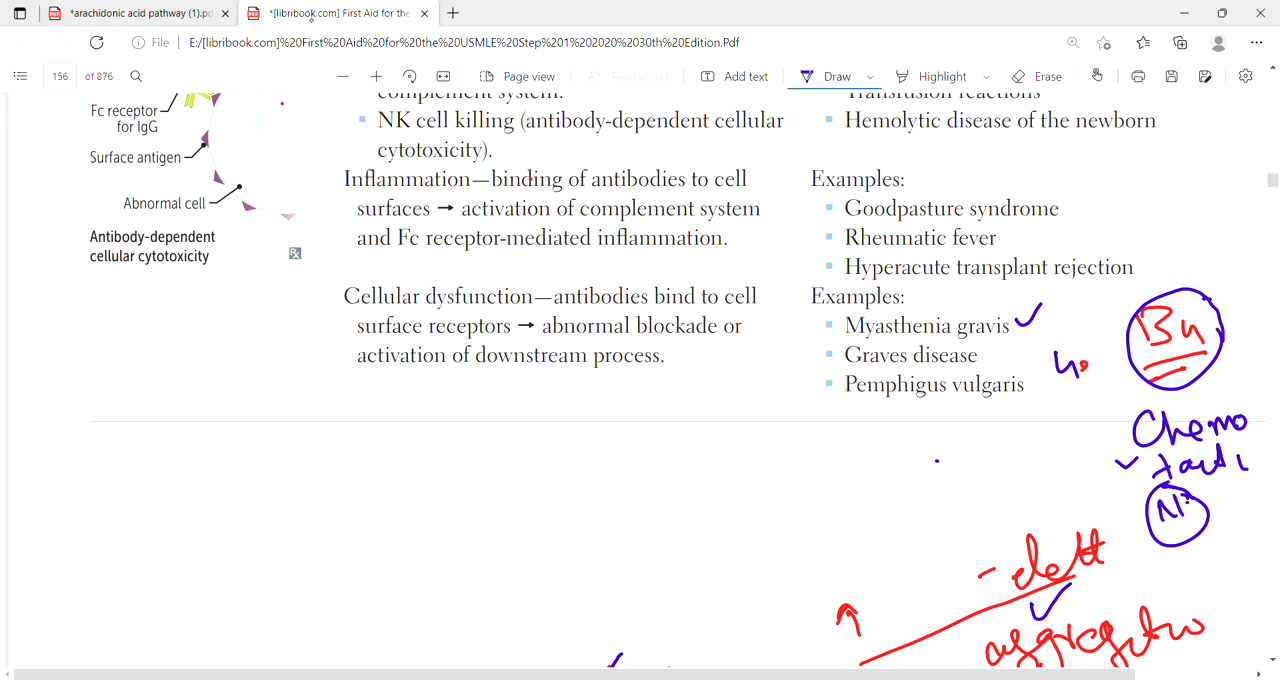 *arachidonic acid pathway (1).pd
*[libribook.com] First Aid for the
File
E:/[libribook.com]%20First%20Aid%20for%20the%20USMLE%20Step%201%202020%2030th%20Edition.Pdf
156 of 876
Page view
Read aloud
Add text
Draw
Highlight
Erase
complement system.
Transfusion reactions
Fc receptor
for IgG
Surface antigen
Abnormal cell
Antibody-dependent
cellular cytotoxicity
Rx
NK cell killing (antibody-dependent cellular
cytotoxicity).
Hemolytic disease of the newborn
Inflammation—binding of antibodies to cell
surfaces → activation of complement system
and Fc receptor-mediated inflammation.
Examples:
Goodpasture syndrome
Rheumatic fever
Hyperacute transplant rejection
Cellular dysfunction—antibodies bind to cell
surface receptors → abnormal blockade or
activation of downstream process.
Examples:
Myasthenia gravis
Graves disease
Pemphigus vulgaris
B4
Chemo